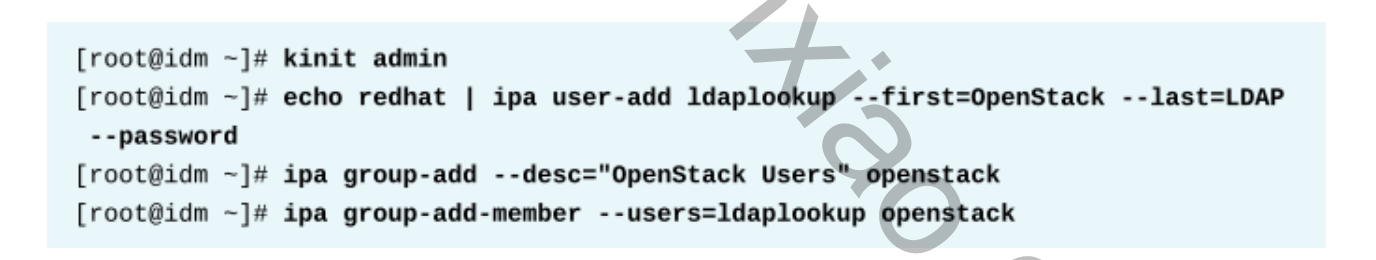 [root@idm ~]# kinit admin
[root@idm ~]# echo redhat | ipa user-add ldaplookup --first=OpenStack --last=LDAP
--password
[root@idm ~]# ipa group-add --desc="OpenStack Users" openstack
[root@idm ~]# ipa group-add-member --users=ldaplookup openstack